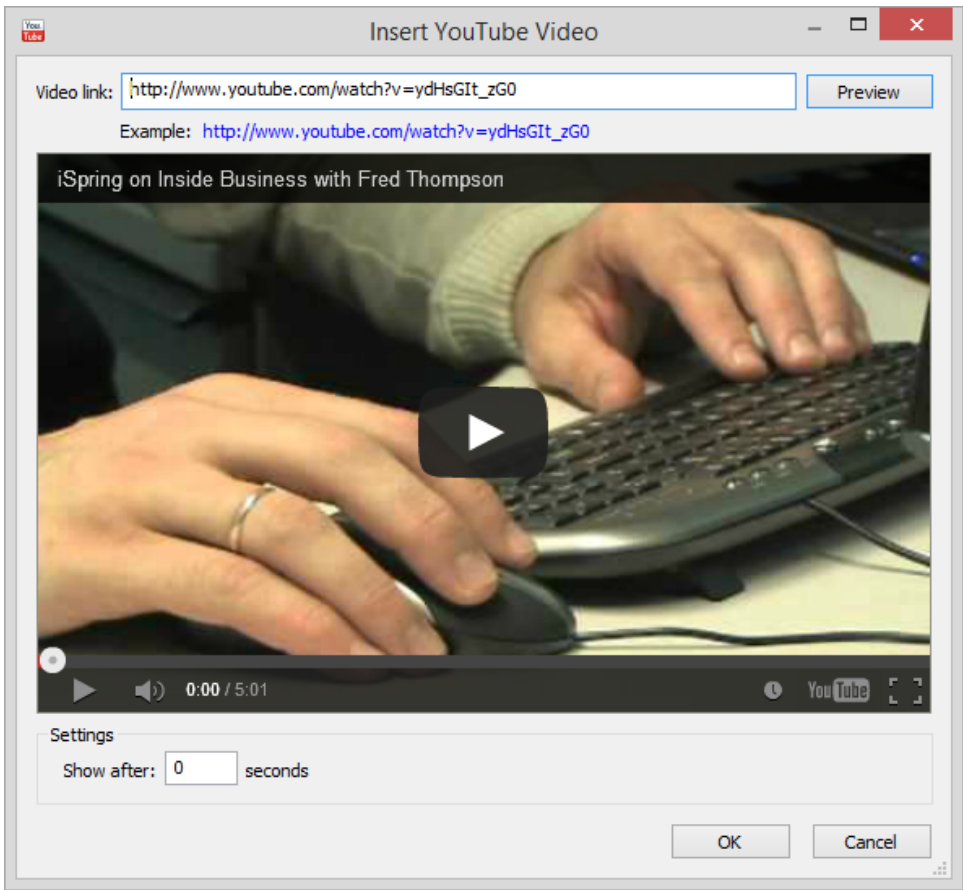 You Tube Insert YouTube Video
Video link: http://www.youtube.com/watch?v=ydHsGIt_zG0 Preview
Example: http://www.youtube.com/watch?v=ydHsGIt_zG0
iSpring on Inside Business with Fred Thompson
0:00 / 5:01 YouTube
Settings
Show after: 0 seconds
OK Cancel